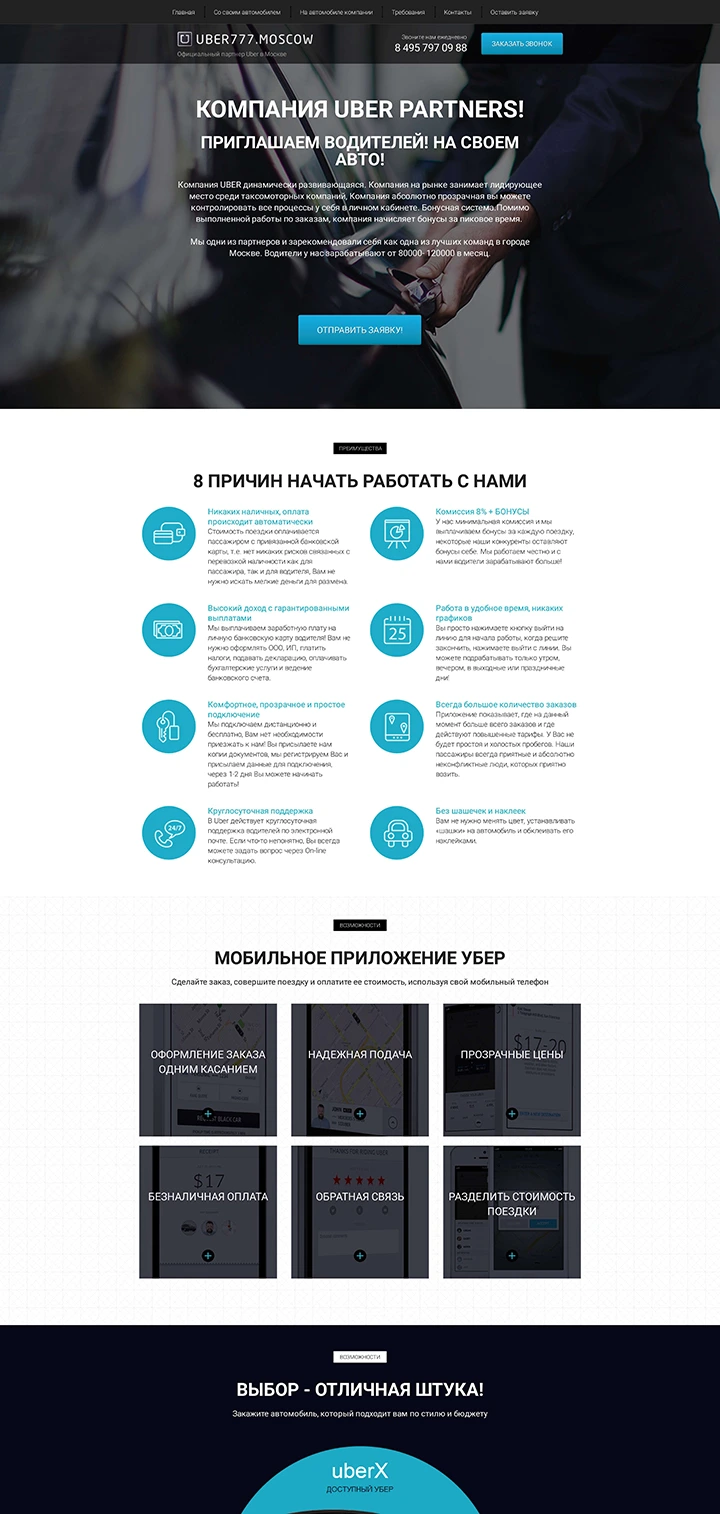 Главная
Со своим автомобилем
На автомобиле компании
Требования
Контакты
Оставить заявку
UBER777.MOSCOW
Официальный партнер Uber в Москве
Звоните нам ежедневно
8 495 797 09 88
ЗАКАЗАТЬ ЗВОНОК
КОМПАНИЯ UBER PARTNERS!
ПРИГЛАШАЕМ ВОДИТЕЛЕЙ! НА СВОЕМ
АВТО!
Компания UBER динамически развивающаяся. Компания на рынке занимает лидирующее
место среди таксомоторных компаний, Компания абсолютно прозрачная вы можете
контролировать все процессы у себя в личном кабинете. Бонусная система.Помимо
выполненной работы по заказам, компания начисляет бонусы за пиковое время.
Мы одни из партнеров и зарекомендовали себя как одна из лучших команд в городе
Москве. Водители у нас зарабатывают от 80000- 120000 в месяц.
ОТПРАВИТЬ ЗАЯВКУ!
ПРЕИМУЩЕСТВА
8 ПРИЧИН НАЧАТЬ РАБОТАТЬ С НАМИ
Никаких наличных, оплата
происходит автоматически
Стоимость поездки оплачивается
пассажиром с привязанной банковской
карты, т.е. нет никаких рисков связанных с
перевозкой наличности как для
пассажира, так и для водителя, Вам не
нужно искать мелкие деньги для размена.
Комиссия 8% + БОНУСЫ
У нас минимальная комиссия и мы
выплачиваем бонусы за каждую поездку,
некоторые наши конкуренты оставляют
бонусы себе. Мы работаем честно и с
нами водители зарабатывают больше!
Высокий доход с гарантированными
выплатами
Мы выплачиваем заработную плату на
личную банковскую карту водителя! Вам не
нужно оформлять ООО, ИП, платить
налоги, подавать декларацию, оплачивать
бухгалтерские услуги и ведение
банковского счета.
25
Работа в удобное время, никаких
графиков
Вы просто нажимаете кнопку выйти на
линию для начала работы, когда решите
закончить, нажимаете выйти с линии. Вы
можете подрабатывать только утром,
вечером, в выходные или праздничные
дни!
Комфортное, прозрачное и простое
подключение
Мы подключаем дистанционно и
бесплатно, Вам нет необходимости
приезжать к нам! Вы присылаете нам
копии документов, мы регистрируем Вас и
присылаем данные для подключения,
через 1-2 дня Вы можете начинать
работать!
Всегда большое количество заказов
Приложение показывает, где на данный
момент больше всего заказов и где
действуют повышенные тарифы. У Вас не
будет простоя и холостых пробегов. Наши
пассажиры всегда приятные и абсолютно
неконфликтные люди, которых приятно
возить.
24/7
Круглосуточная поддержка
В Uber действует круглосуточная
поддержка водителей по электронной
почте. Если что-то непонятно, Вы всегда
можете задать вопрос через On-line
консультацию.
Без шашечек и наклеек
Вам не нужно менять цвет, устанавливать
«шашки» на автомобиль и обклеивать его
наклейками.
ВОЗМОЖНОСТИ
МОБИЛЬНОЕ ПРИЛОЖЕНИЕ УБЕР
Сделайте заказ, совершите поездку и оплатите ее стоимость, используя свой мобильный телефон
ОФОРМЛЕНИЕ ЗАКАЗА
ОДНИМ КАСАНИЕМ
НАДЕЖНАЯ ПОДАЧА
$17-20
ПРОЗРАЧНЫЕ ЦЕНЫ
RECEIPT
$17
БЕЗНАЛИЧНАЯ ОПЛАТА
THANKS FOR RIDING UBER
ОБРАТНАЯ СВЯЗЬ
РАЗДЕЛИТЬ СТОИМОСТЬ
ПОЕЗДКИ
ВОЗМОЖНОСТИ
ВЫБОР - ОТЛИЧНАЯ ШТУКА!
Закажите автомобиль, который подходит вам по стилю и бюджету
uberX
ДОСТУПНЫЙ УБЕР